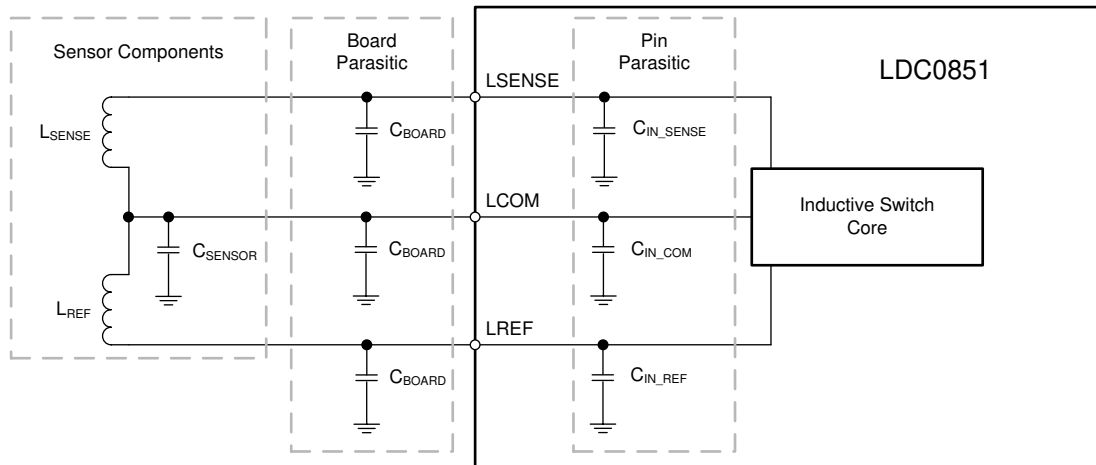 Sensor Components
Board
Parasitic
Pin
Parasitic
LDC0851
LSENSE
LSENSE
CBOARD
CIN_SENSE
LCOM
Inductive Switch
Core
CSENSOR
CBOARD
CIN_COM
LREF
LREF
CBOARD
CIN_REF